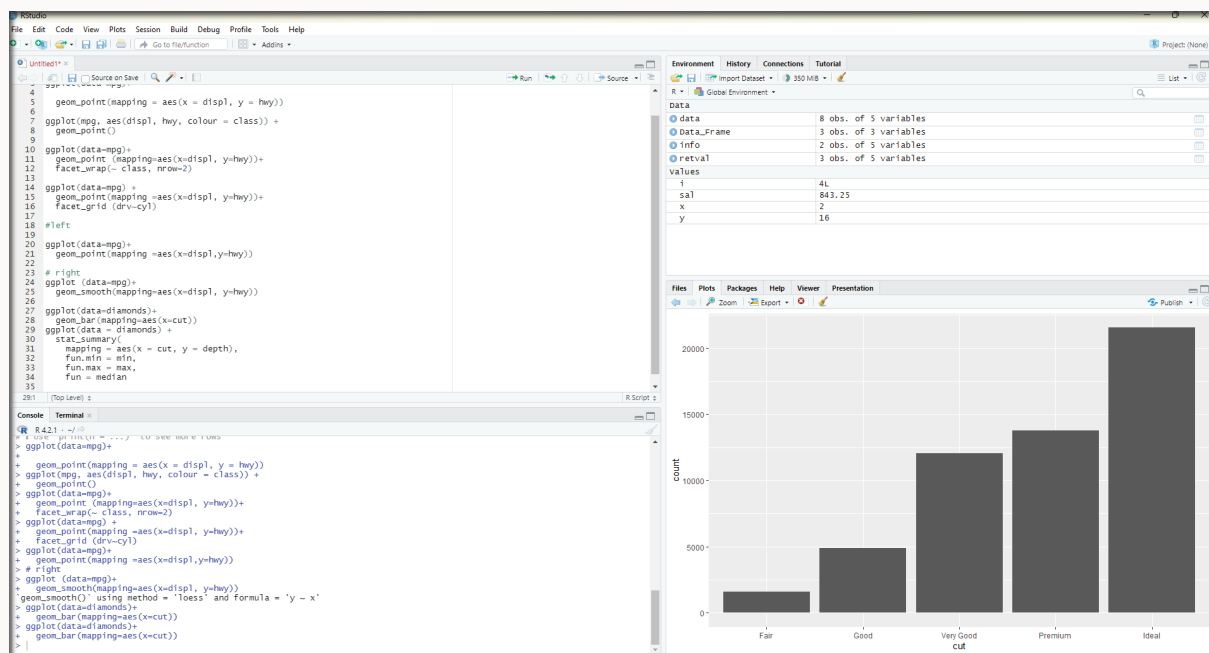 RStudio
File Edit Code View Plots Session Build Debug Profile Tools Help
Go to file/function Addins
Project: (None)
Untitled1*
Source on Save Run Source
4
5 geom_point(mapping = aes(x = displ, y = hwy))
6
7 ggplot(mpg, aes(displ, hwy, colour = class)) +
8 geom_point()
9
10 ggplot(data=mpg)+
11 geom_point (mapping=aes(x=displ, y=hwy))+
12 facet_wrap(~ class, nrow=2)
13
14 ggplot(data=mpg) +
15 geom_point(mapping =aes(x=displ, y=hwy))+
16 facet_grid (drv~cyl)
17
18 #left
19
20 ggplot(data=mpg)+
21 geom_point(mapping =aes(x=displ,y=hwy))
22
23 # right
24 ggplot (data=mpg)+
25 geom_smooth(mapping=aes(x=displ, y=hwy))
26
27 ggplot(data=diamonds)+
28 geom_bar(mapping=aes(x=cut))
29 ggplot(data = diamonds) +
30 stat_summary(
31 mapping = aes(x = cut, y = depth),
32 fun.min = min,
33 fun.max = max,
34 fun = median
35
29:1 (Top Level) R Script
Console Terminal
R 4.2.1 · ~/
# i Use `print(n = ...)` to see more rows
> ggplot(data=mpg)+
+
+ geom_point(mapping = aes(x = displ, y = hwy))
> ggplot(mpg, aes(displ, hwy, colour = class)) +
+ geom_point()
> ggplot(data=mpg)+
+ geom_point (mapping=aes(x=displ, y=hwy))+
+ facet_wrap(~ class, nrow=2)
> ggplot(data=mpg) +
+ geom_point(mapping =aes(x=displ, y=hwy))+
+ facet_grid (drv~cyl)
> ggplot(data=mpg)+
+ geom_point(mapping =aes(x=displ,y=hwy))
> # right
> ggplot (data=mpg)+
+ geom_smooth(mapping=aes(x=displ, y=hwy))
`geom_smooth()` using method = 'loess' and formula = 'y ~ x'
> ggplot(data=diamonds)+
+ geom_bar(mapping=aes(x=cut))
> ggplot(data=diamonds)+
+ geom_bar(mapping=aes(x=cut))
>
Environment History Connections Tutorial
Import Dataset 350 MiB List
R Global Environment
Data
data 8 obs. of 5 variables
Data_Frame 3 obs. of 3 variables
info 2 obs. of 5 variables
retval 3 obs. of 5 variables
Values
i 4L
sal 843.25
x 2
y 16
Files Plots Packages Help Viewer Presentation
Zoom Export Publish
20000
15000
10000
5000
0
count
Fair Good Very Good Premium Ideal
cut